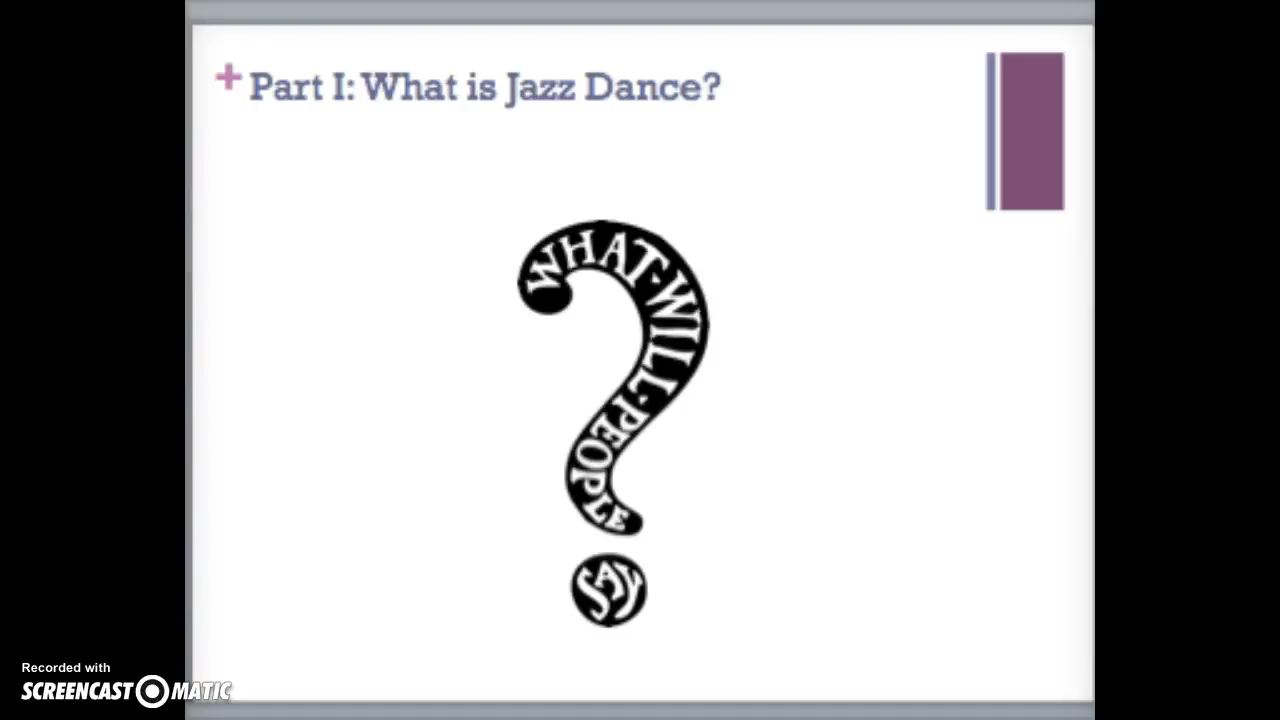 + Part I: What is Jazz Dance?
WHAT·WILL·PEOPLE
SAY
Recorded with
SCREENCAST O MATIC